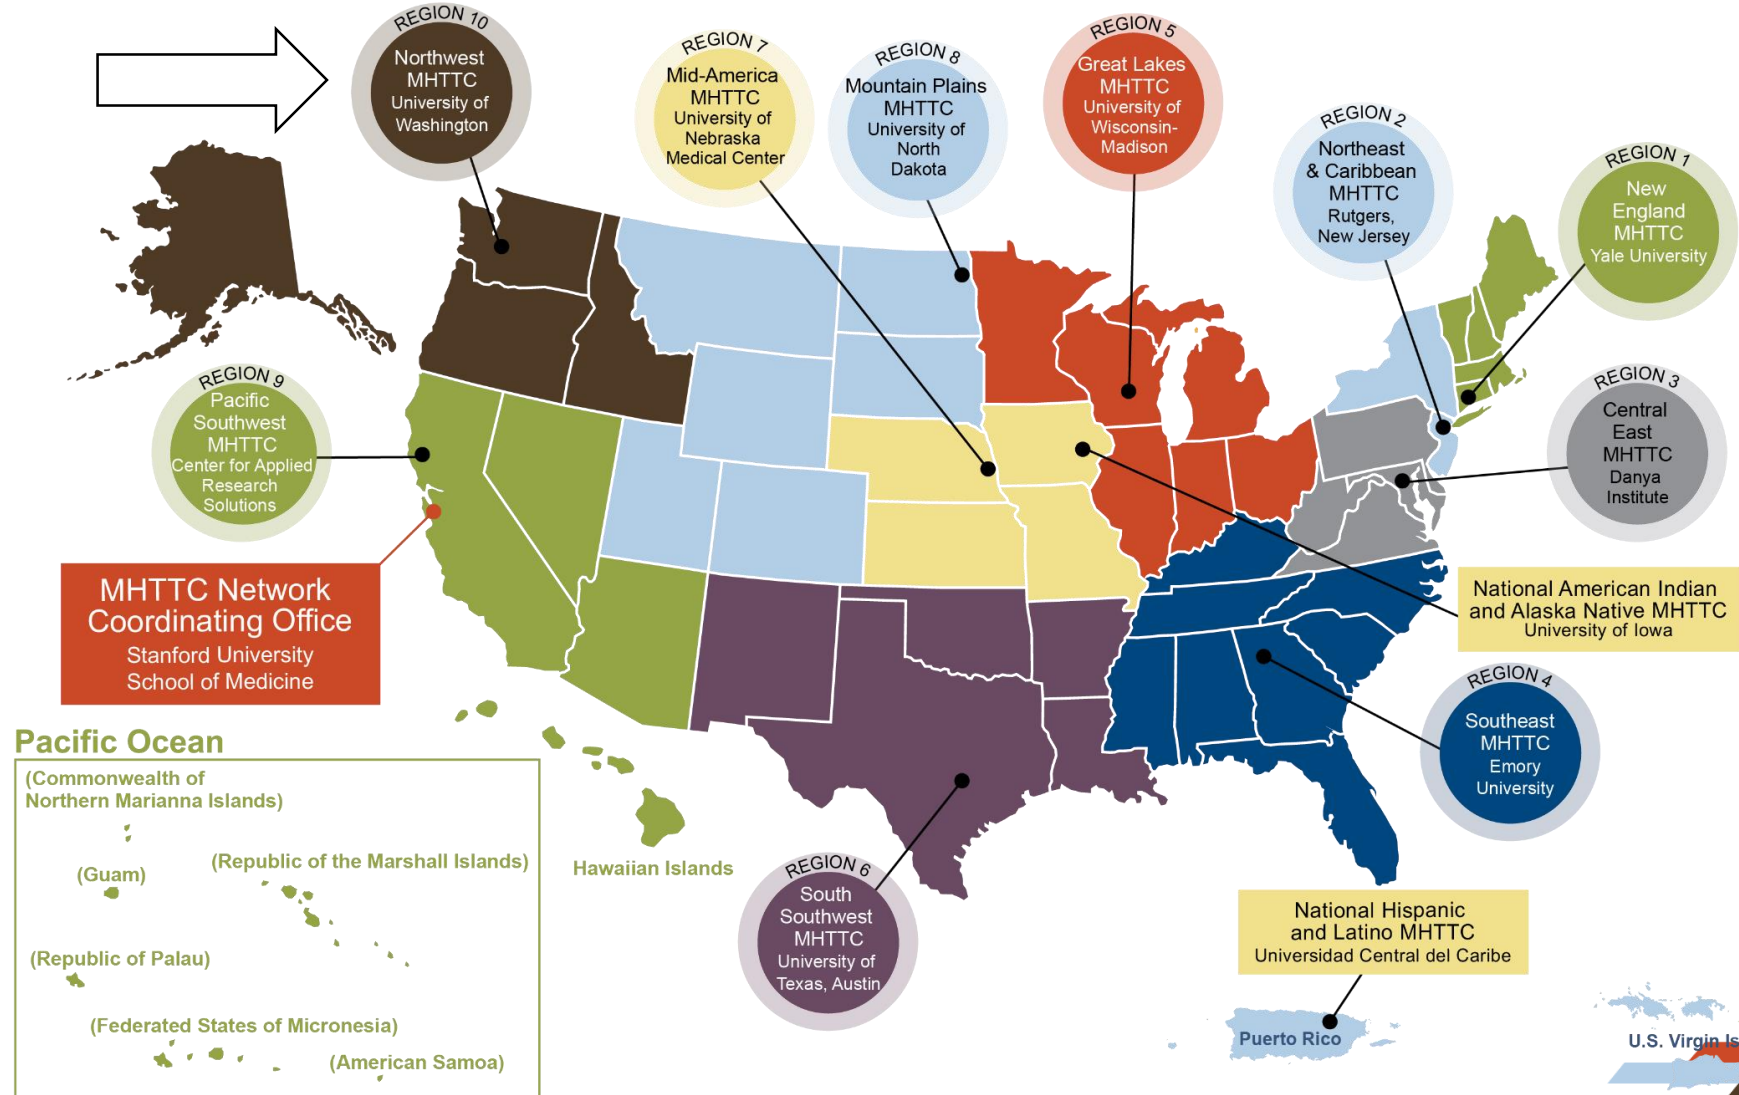 REGION 10
Northwest
MHTTC
University of
Washington
REGION 7
Mid-America
MHTTC
University of
Nebraska
Medical Center
REGION 8
Mountain Plains
MHTTC
University of
North
Dakota
REGION 5
Great Lakes
MHTTC
University of
Wisconsin-
Madison
REGION 2
Northeast
& Caribbean
MHTTC
Rutgers,
New Jersey
REGION 1
New
England
MHTTC
Yale University
REGION 9
Pacific
Southwest
MHTTC
Center for Applied
Research
Solutions
REGION 3
Central
East
MHTTC
Danya
Institute
MHTTC Network
Coordinating Office
Stanford University
School of Medicine
National American Indian
and Alaska Native MHTTC
University of Iowa
REGION 4
Southeast
MHTTC
Emory
University
Pacific Ocean
(Commonwealth of
Northern Marianna Islands)
(Guam)
(Republic of the Marshall Islands)
(Republic of Palau)
(Federated States of Micronesia)
(American Samoa)
Hawaiian Islands
REGION 6
South
Southwest
MHTTC
University of
Texas, Austin
National Hispanic
and Latino MHTTC
Universidad Central del Caribe
Puerto Rico
U.S. Virgin Is